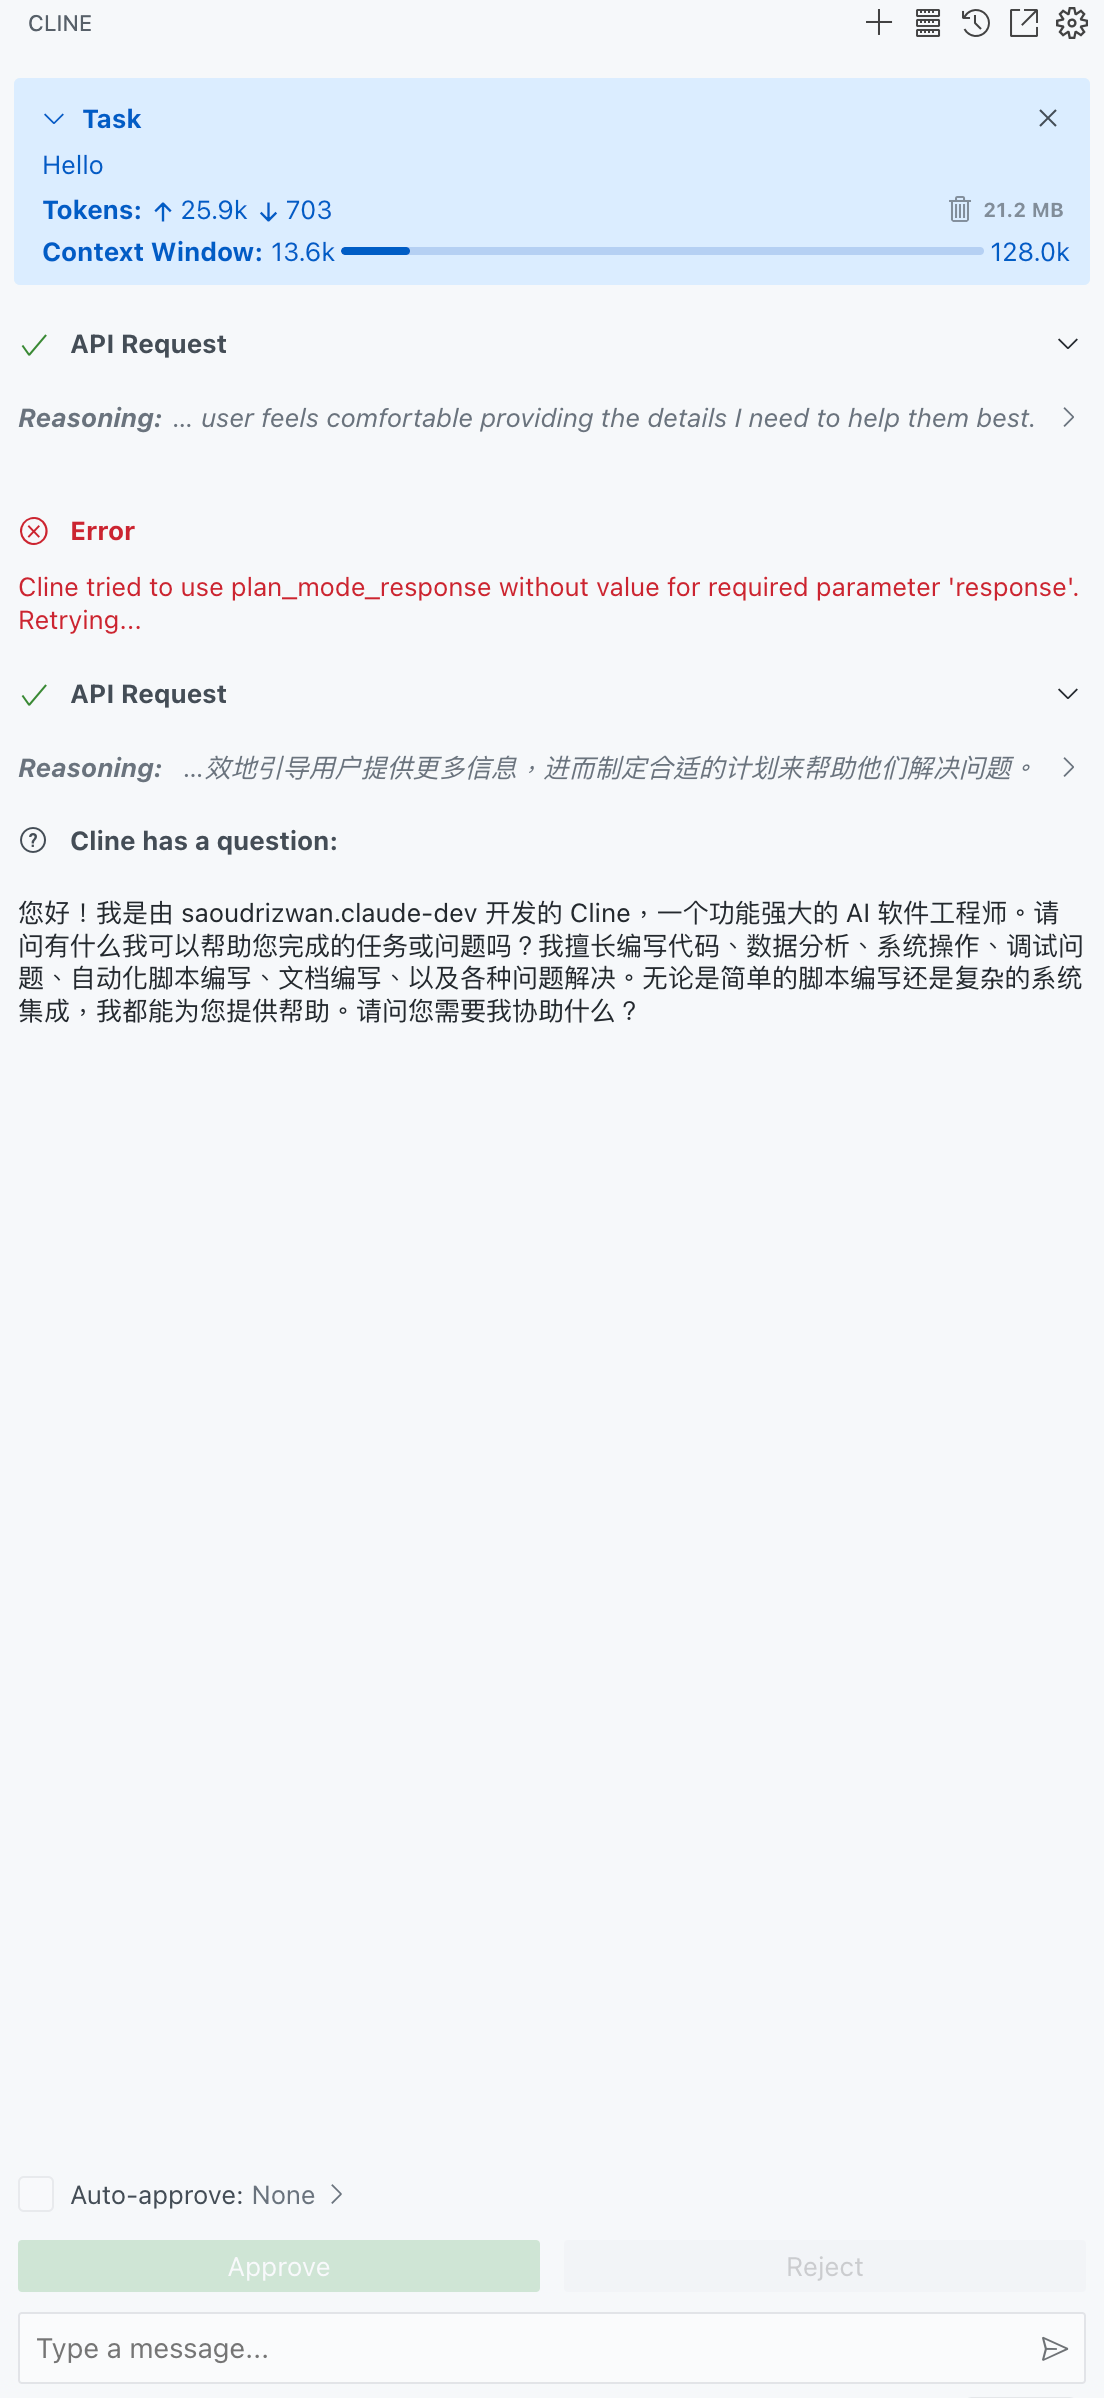 CLINE
Task
Hello
Tokens: ↑ 25.9k ↓ 703
21.2 MB
Context Window: 13.6k 128.0k
API Request
Reasoning: ... user feels comfortable providing the details I need to help them best.
Error
Cline tried to use plan_mode_response without value for required parameter 'response'.
Retrying...
API Request
Reasoning: ...效地引导用户提供更多信息，进而制定合适的计划来帮助他们解决问题。
Cline has a question:
您好！我是由 saoudrizwan.claude-dev 开发的 Cline，一个功能强大的 AI 软件工程师。请
问有什么我可以帮助您完成的任务或问题吗？我擅长编写代码、数据分析、系统操作、调试问
题、自动化脚本编写、文档编写、以及各种问题解决。无论是简单的脚本编写还是复杂的系统
集成，我都能为您提供帮助。请问您需要我协助什么？
Auto-approve: None
Approve
Reject
Type a message...